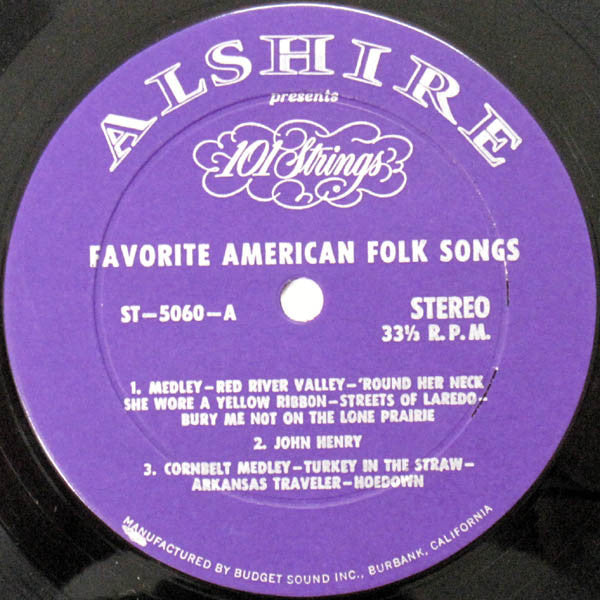 ALSHIRE
presents
101 Strings
FAVORITE AMERICAN FOLK SONGS
ST-5060-A
STEREO
33⅓ R.P.M.
1. MEDLEY-RED RIVER VALLEY-'ROUND HER NECK
SHE WORE A YELLOW RIBBON-STREETS OF LAREDO-
BURY ME NOT ON THE LONE PRAIRIE
2. JOHN HENRY
3. CORNBELT MEDLEY-TURKEY IN THE STRAW-
ARKANSAS TRAVELER-HOEDOWN
MANUFACTURED BY BUDGET SOUND INC., BURBANK, CALIFORNIA